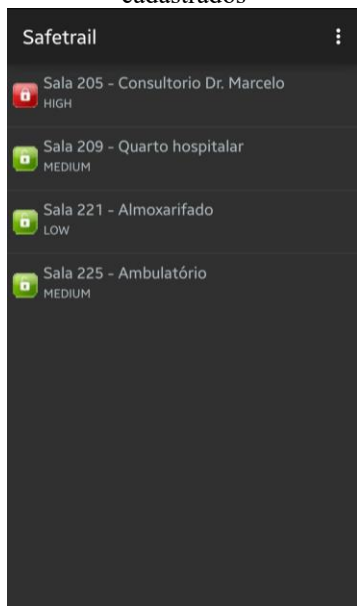 cadastrados
Safetrail
Sala 205 - Consultorio Dr. Marcelo
HIGH
Sala 209 - Quarto hospitalar
MEDIUM
Sala 221 - Almoxarifado
LOW
Sala 225 - Ambulatório
MEDIUM